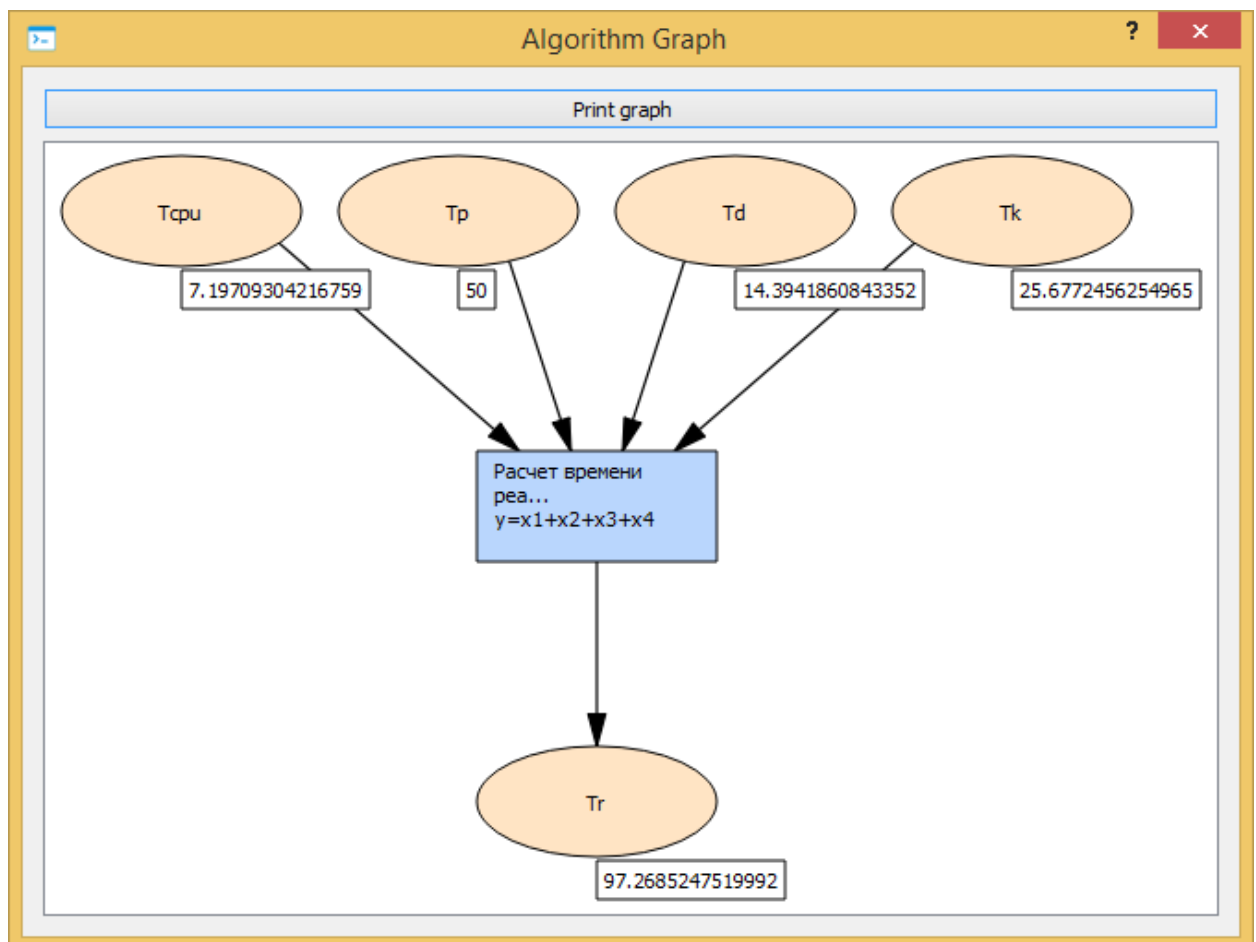 Algorithm Graph
?
Print graph
Tcpu
Tp
Td
Tk
7.19709304216759
50
14.3941860843352
25.6772456254965
Расчет времени
реа...
y=x1+x2+x3+x4
Tr
97.2685247519992